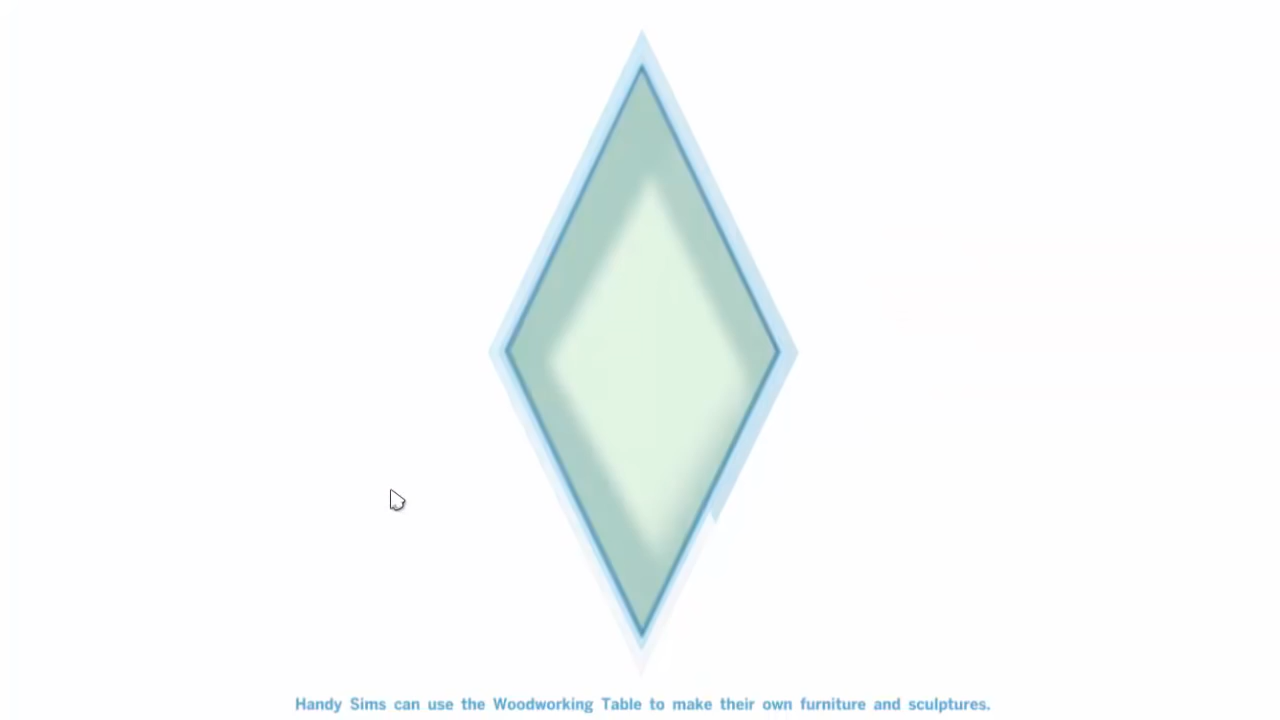 Handy Sims can use the Woodworking Table to make their own furniture and sculptures.